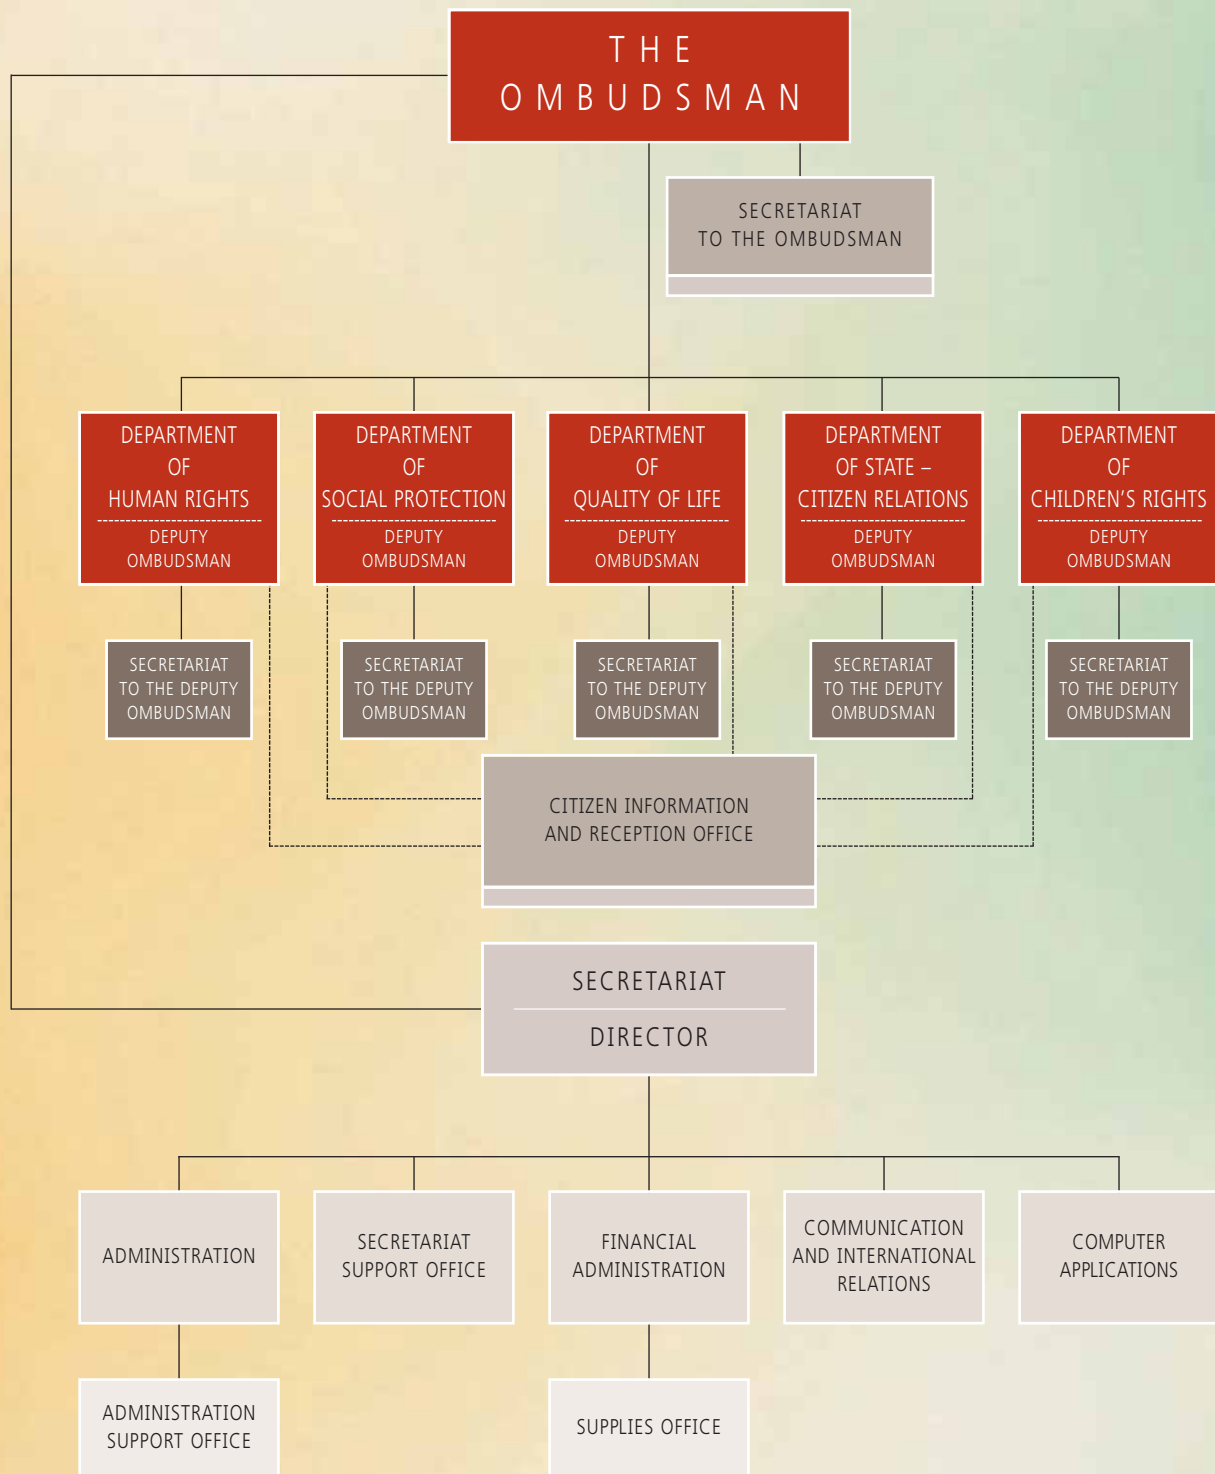 THE
OMBUDSMAN
SECRETARIAT
TO THE OMBUDSMAN
DEPARTMENT
OF
HUMAN RIGHTS
DEPUTY
OMBUDSMAN
DEPARTMENT
OF
SOCIAL PROTECTION
DEPUTY
OMBUDSMAN
DEPARTMENT
OF
QUALITY OF LIFE
DEPUTY
OMBUDSMAN
DEPARTMENT
OF STATE –
CITIZEN RELATIONS
DEPUTY
OMBUDSMAN
DEPARTMENT
OF
CHILDREN’S RIGHTS
DEPUTY
OMBUDSMAN
SECRETARIAT
TO THE DEPUTY
OMBUDSMAN
SECRETARIAT
TO THE DEPUTY
OMBUDSMAN
SECRETARIAT
TO THE DEPUTY
OMBUDSMAN
SECRETARIAT
TO THE DEPUTY
OMBUDSMAN
SECRETARIAT
TO THE DEPUTY
OMBUDSMAN
CITIZEN INFORMATION
AND RECEPTION OFFICE
SECRETARIAT
DIRECTOR
ADMINISTRATION
SECRETARIAT
SUPPORT OFFICE
FINANCIAL
ADMINISTRATION
COMMUNICATION
AND INTERNATIONAL
RELATIONS
COMPUTER
APPLICATIONS
ADMINISTRATION
SUPPORT OFFICE
SUPPLIES OFFICE